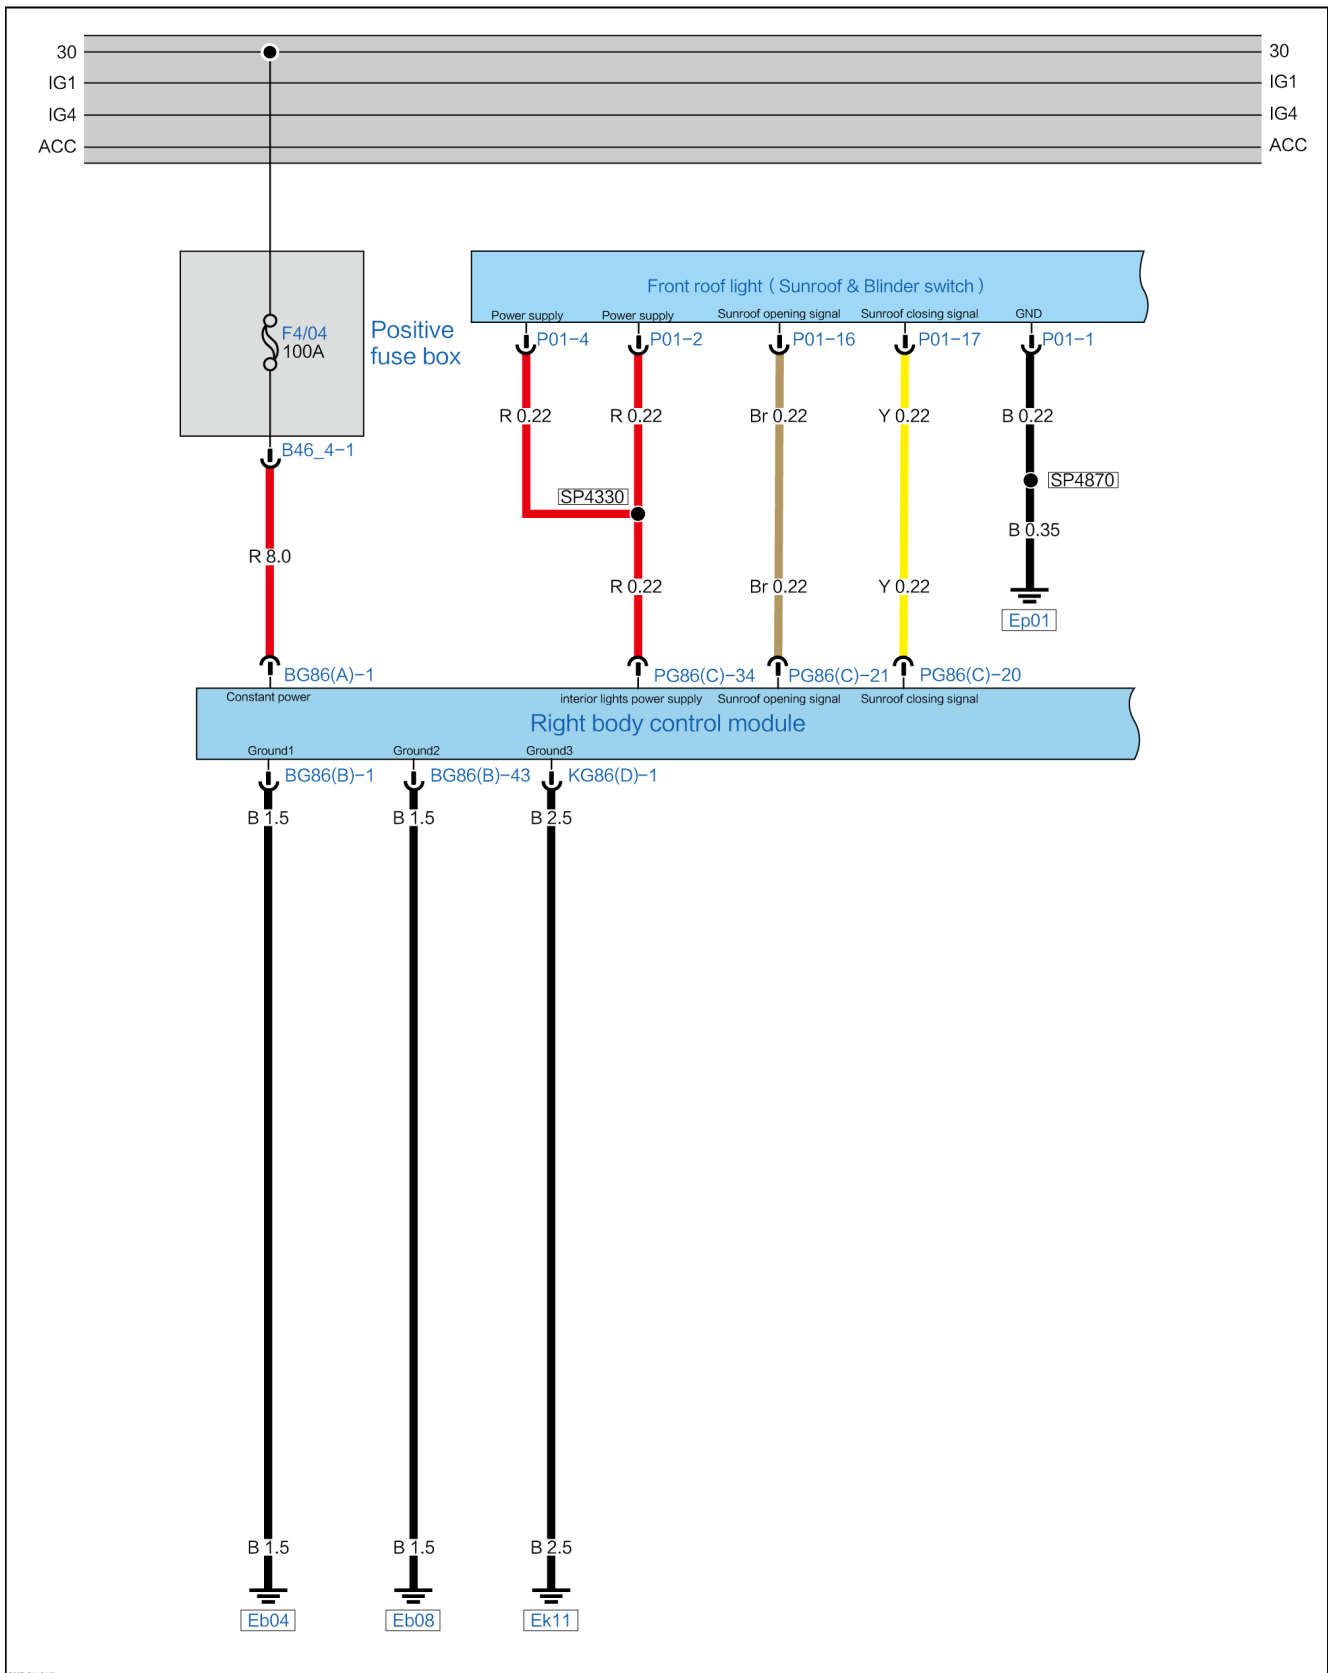 30
30
IG1
IG1
IG4
IG4
ACC
ACC
Front roof light ( Sunroof & Blinder switch )
Power supply
Power supply
Sunroof opening signal
Sunroof closing signal
GND
F4/04
100A
Positive
fuse box
P01-4
P01-2
P01-16
P01-17
P01-1
R 0.22
R 0.22
Br 0.22
Y 0.22
B 0.22
B46_4-1
SP4330
SP4870
B 0.35
R 8.0
R 0.22
Br 0.22
Y 0.22
Ep01
BG86(A)-1
PG86(C)-34
PG86(C)-21
PG86(C)-20
Constant power
interior lights power supply
Sunroof opening signal
Sunroof closing signal
Right body control module
Ground1
Ground2
Ground3
BG86(B)-1
BG86(B)-43
KG86(D)-1
B 1.5
B 1.5
B 2.5
B 1.5
B 1.5
B 2.5
Eb04
Eb08
Ek11